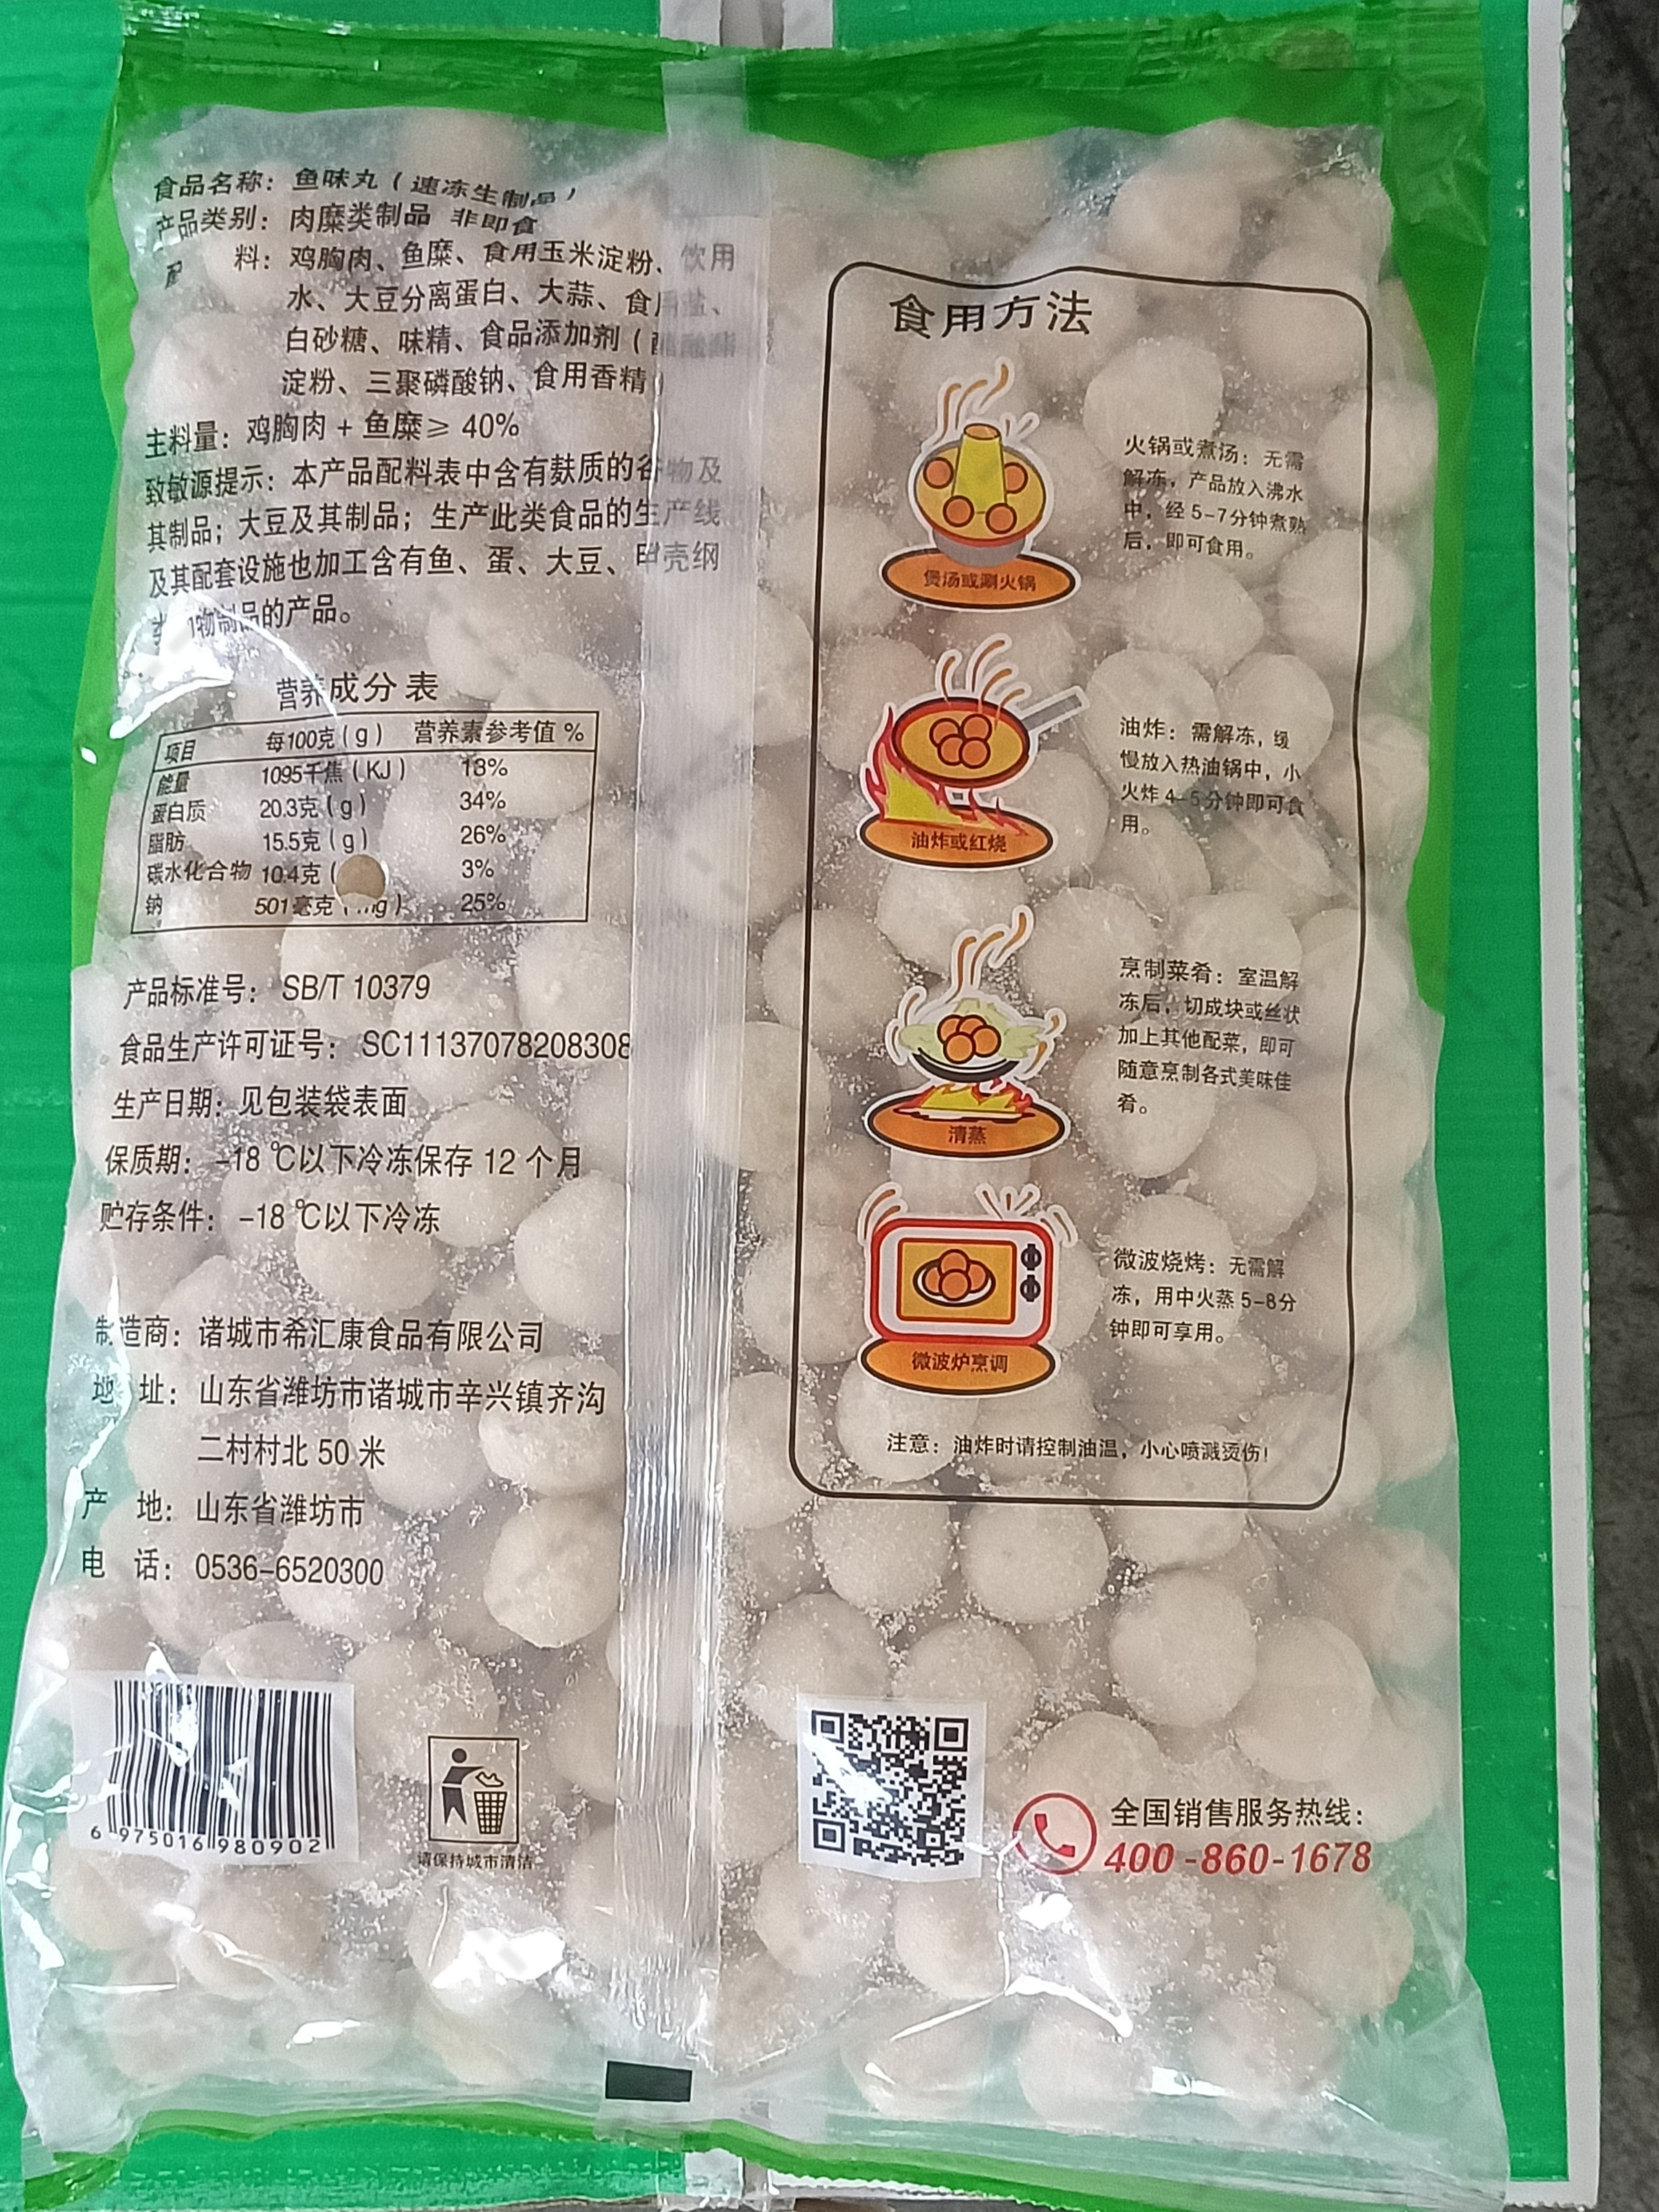 食品名称：鱼味丸（速冻生制品）
产品类别：肉糜类制品 非即食
料：鸡胸肉、鱼糜、食用玉米淀粉、饮用
水、大豆分离蛋白、大蒜、食用盐、
白砂糖、味精、食品添加剂（
淀粉、三聚磷酸钠、食用香精
主料量：鸡胸肉＋鱼糜≥ 40%
致敏源提示：本产品配料表中含有麸质的谷物及
其制品；大豆及其制品；生产此类食品的生产线
及其配套设施也加工含有鱼、蛋、大豆、甲壳纲
物制品的产品。
营养成分表
项目 每100克（g） 营养素参考值 %
能量 1095千焦（KJ） 13%
蛋白质 20.3克（g） 34%
脂肪 15.5克（g） 26%
碳水化合物 10.4克（ 3%
钠 501毫克 25%
产品标准号：SB/T 10379
食品生产许可证号：SC11137078208308
生产日期：见包装袋表面
保质期：-18℃以下冷冻保存 12 个月
贮存条件：-18℃以下冷冻
制造商：诸城市希汇康食品有限公司
地 址：山东省潍坊市诸城市辛兴镇齐沟
二村村北 50 米
产 地：山东省潍坊市
电 话：0536-6520300
6 975016 980902
请保持城市清洁
食用方法
煲汤或涮火锅
火锅或煮汤：无需
解冻，产品放入沸水
中，经 5-7分钟煮熟
后，即可食用。
油炸或红烧
油炸：需解冻，缓
慢放入热油锅中，小
火炸 4-5分钟即可食
用。
清蒸
烹制菜肴：室温解
冻后，切成块或丝状
加上其他配菜，即可
随意烹制各式美味佳
肴。
微波炉烹调
微波烧烤：无需解
冻，用中火蒸 5-8分
钟即可享用。
注意：油炸时请控制油温，小心喷溅烫伤！
全国销售服务热线：
400-860-1678